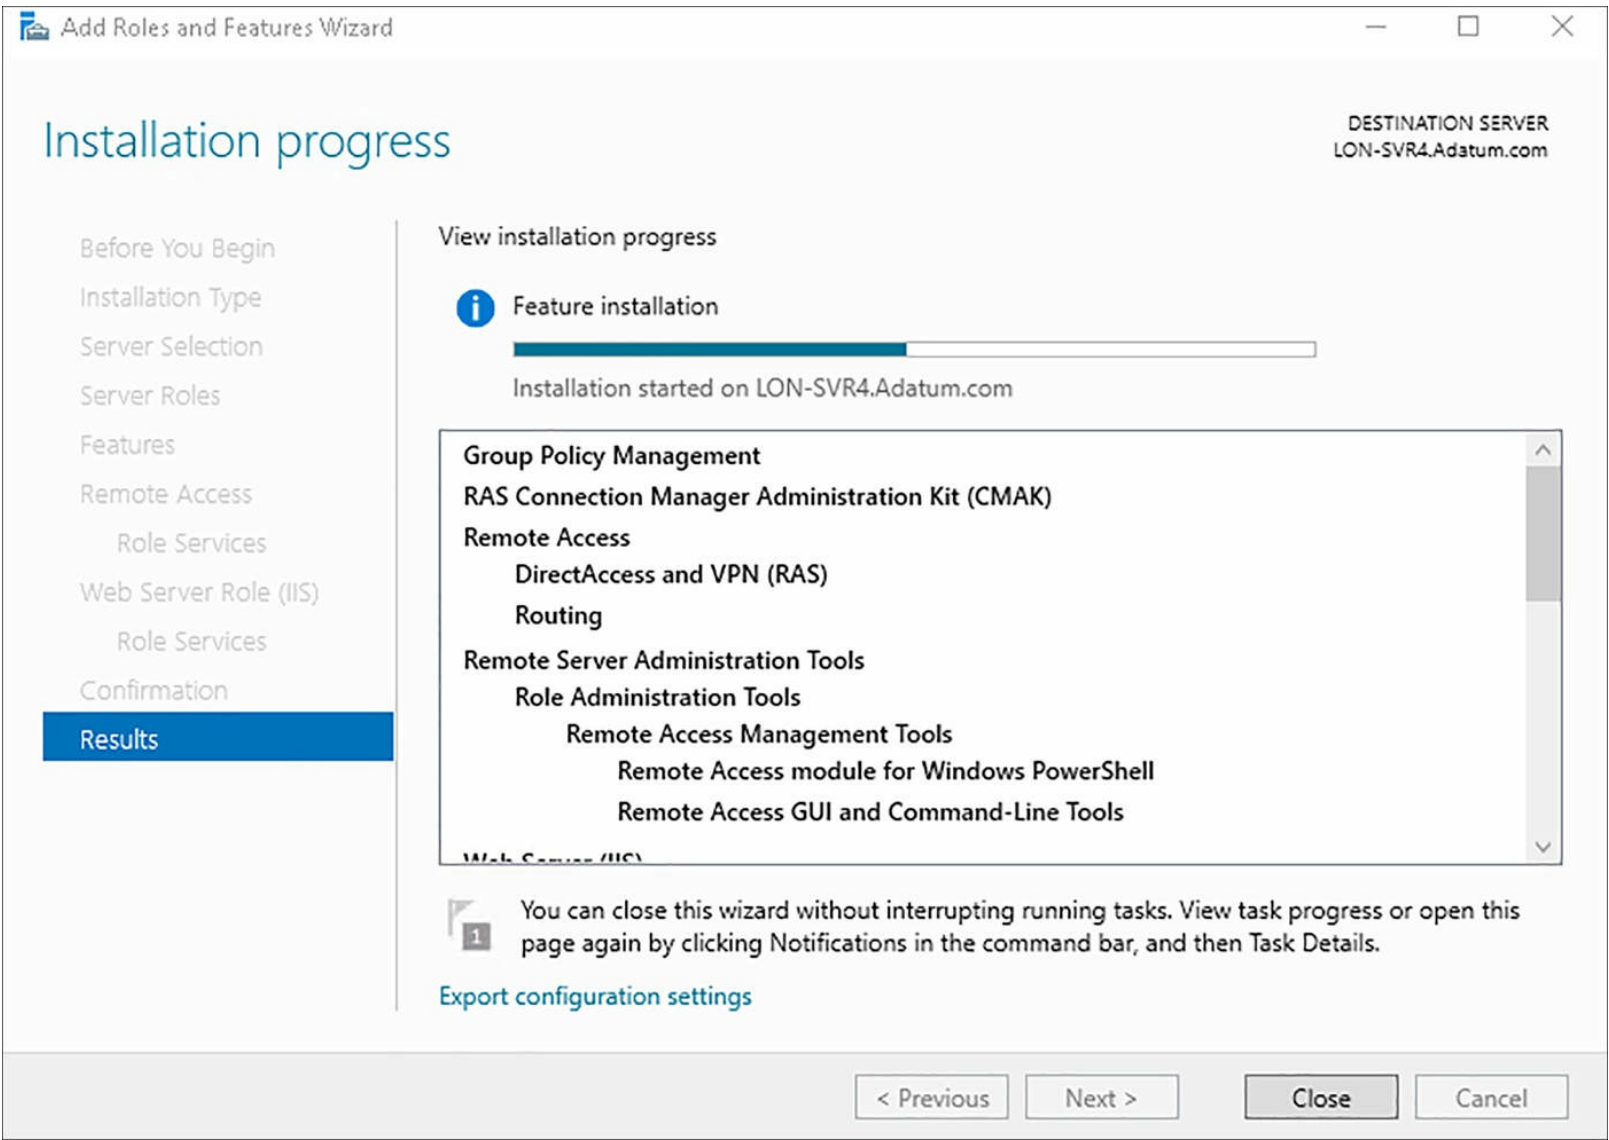 Add Roles and Features Wizard
Installation progress
DESTINATION SERVER
LON-SVR4.Adatum.com
Before You Begin
Installation Type
Server Selection
Server Roles
Features
Remote Access
Role Services
Web Server Role (IIS)
Role Services
Confirmation
Results
View installation progress
Feature installation
Installation started on LON-SVR4.Adatum.com
Group Policy Management
RAS Connection Manager Administration Kit (CMAK)
Remote Access
DirectAccess and VPN (RAS)
Routing
Remote Server Administration Tools
Role Administration Tools
Remote Access Management Tools
Remote Access module for Windows PowerShell
Remote Access GUI and Command-Line Tools
Web Server (IIS)
1
You can close this wizard without interrupting running tasks. View task progress or open this
page again by clicking Notifications in the command bar, and then Task Details.
Export configuration settings
< Previous
Next >
Close
Cancel